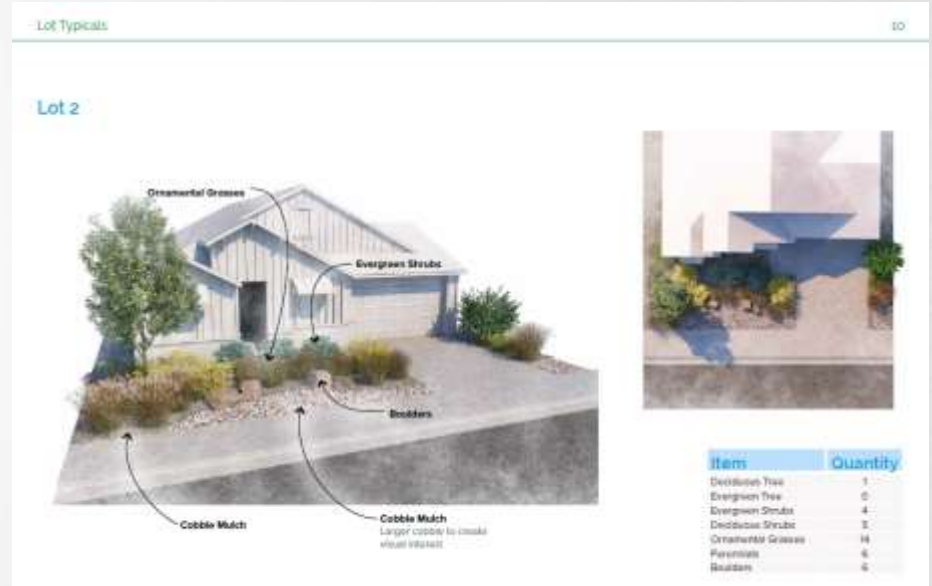 Lot Typicals
10
Lot 2
Ornamental Grasses
Evergreen Shrubs
Boulders
Cobble Mulch
Cobble Mulch
Larger cobble to create
visual interest
Item Quantity
Deciduous Tree 1
Evergreen Tree 0
Evergreen Shrubs 4
Deciduous Shrubs 5
Ornamental Grasses 14
Perennials 6
Boulders 6